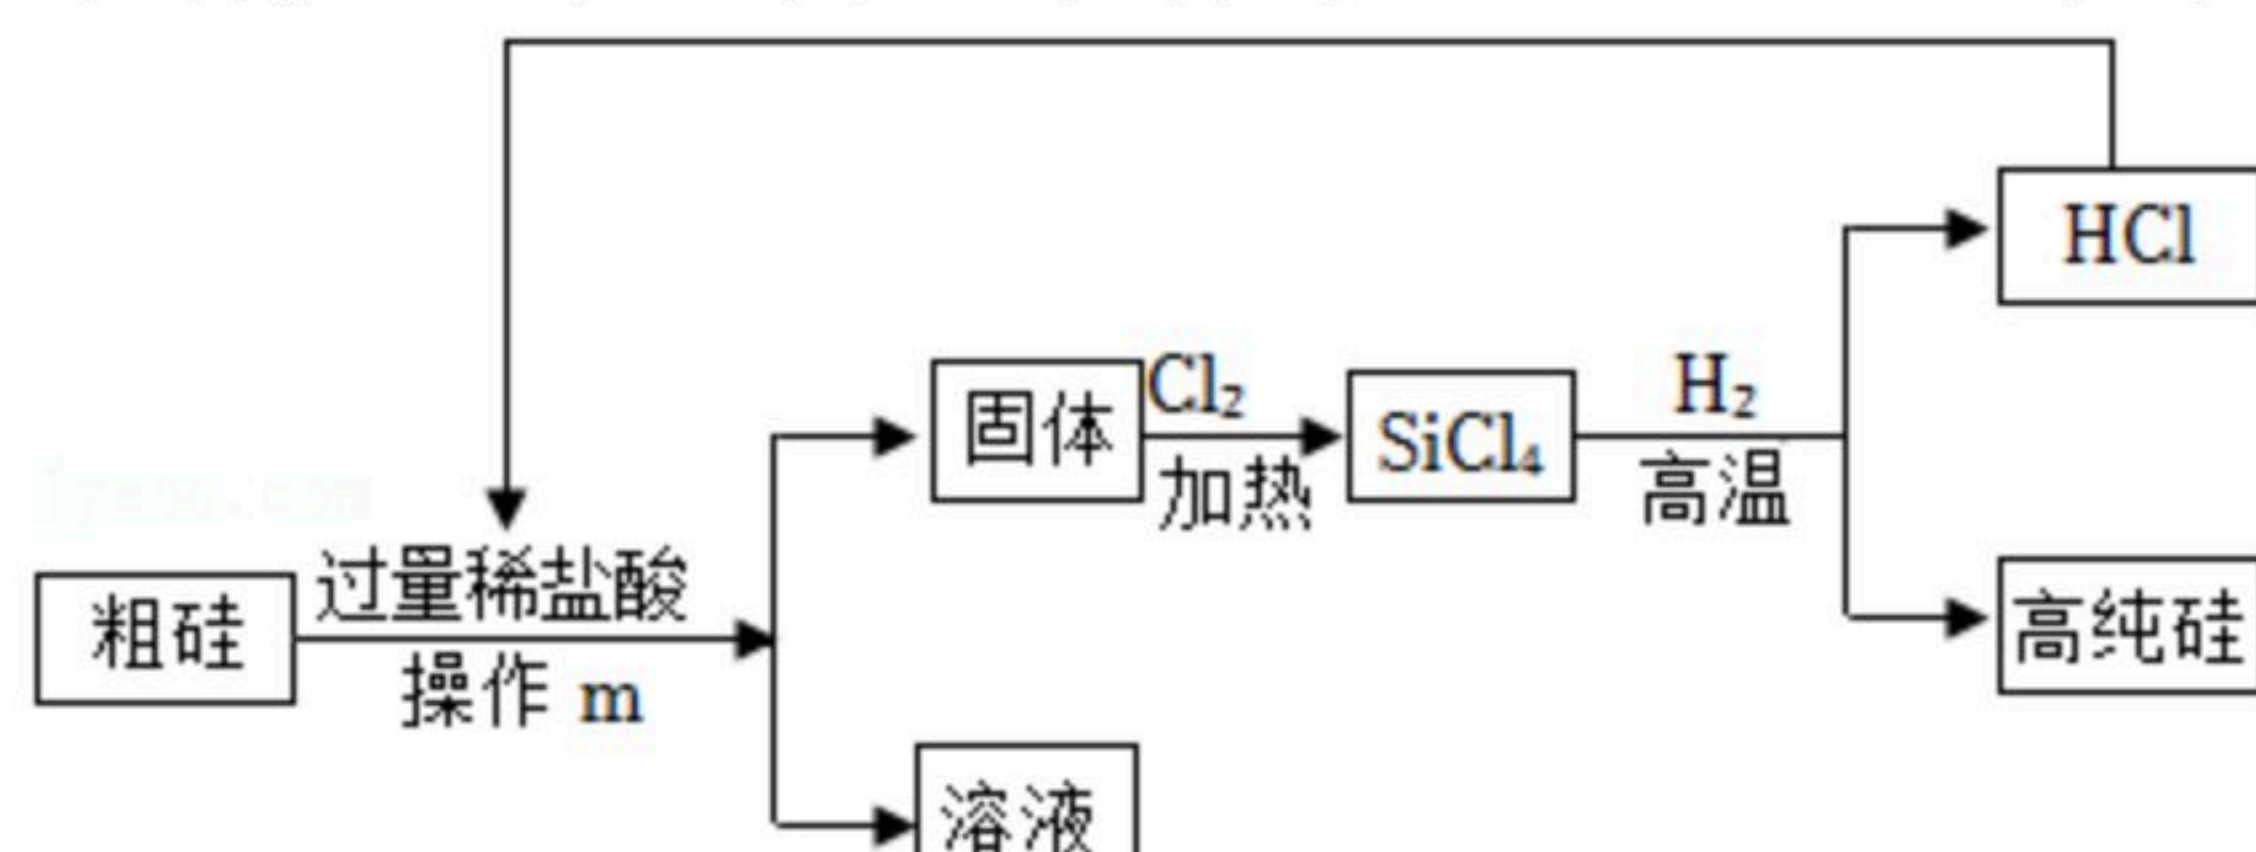 HCl
Cl₂
H₂
固体
SiCl₄
加热
高温
过量稀盐酸
粗硅
高纯硅
操作 m
溶液